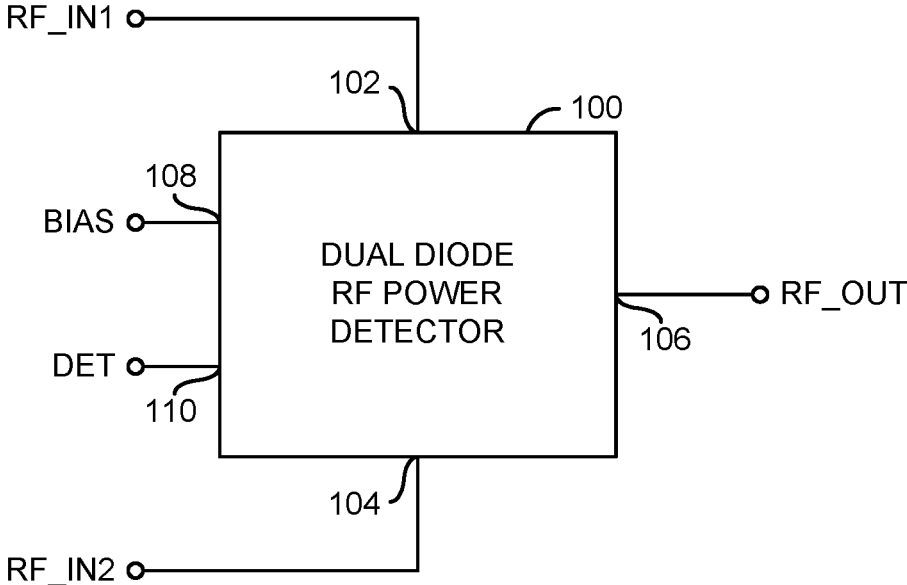 RF_IN1
102
100
108
BIAS
DUAL DIODE
RF POWER
DETECTOR
RF_OUT
106
DET
110
104
RF_IN2